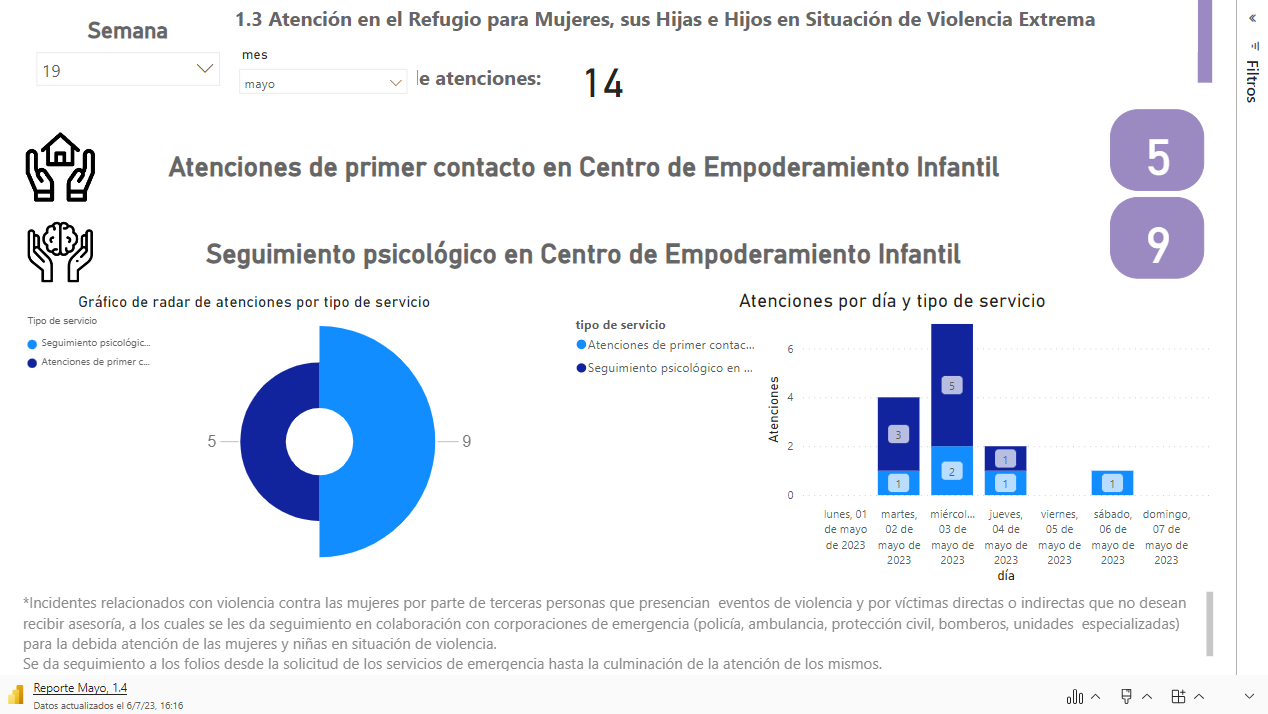 1.3 Atención en el Refugio para Mujeres, sus Hijas e Hijos en Situación de Violencia Extrema
Semana
19
mes
mayo
de atenciones:
14
Atenciones de primer contacto en Centro de Empoderamiento Infantil
5
Seguimiento psicológico en Centro de Empoderamiento Infantil
9
Gráfico de radar de atenciones por tipo de servicio
Tipo de servicio
Seguimiento psicológic...
Atenciones de primer c...
5
9
Atenciones por día y tipo de servicio
tipo de servicio
Atenciones de primer contac...
Seguimiento psicológico en ...
Atenciones
6
4
2
0
3
1
5
2
1
1
1
lunes, 01
de mayo
de 2023
martes,
02 de
mayo de
2023
miércol...
03 de
mayo de
2023
jueves,
04 de
mayo de
2023
viernes,
05 de
mayo de
2023
sábado,
06 de
mayo de
2023
domingo,
07 de
mayo de
2023
día
*Incidentes relacionados con violencia contra las mujeres por parte de terceras personas que presencian eventos de violencia y por víctimas directas o indirectas que no desean
recibir asesoría, a los cuales se les da seguimiento en colaboración con corporaciones de emergencia (policía, ambulancia, protección civil, bomberos, unidades especializadas)
para la debida atención de las mujeres y niñas en situación de violencia.
Se da seguimiento a los folios desde la solicitud de los servicios de emergencia hasta la culminación de la atención de los mismos.
Filtros
Reporte Mayo, 1.4
Datos actualizados el 6/7/23, 16:16